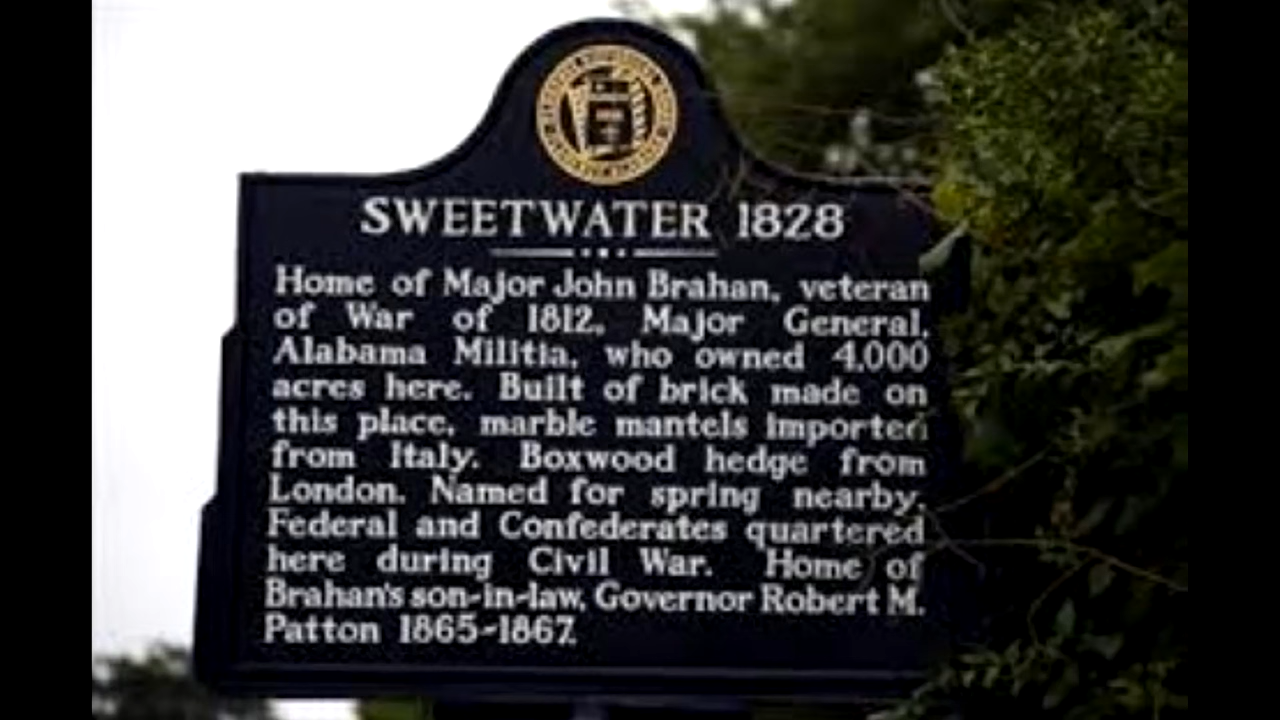 SWEETWATER 1828
Home of Major John Brahan, veteran
of War of 1812, Major General,
Alabama Militia, who owned 4,000
acres here. Built of brick made on
this place, marble mantels imported
from Italy. Boxwood hedge from
London. Named for spring nearby.
Federal and Confederates quartered
here during Civil War. Home of
Brahan's son-in-law, Governor Robert M.
Patton 1865-1867.